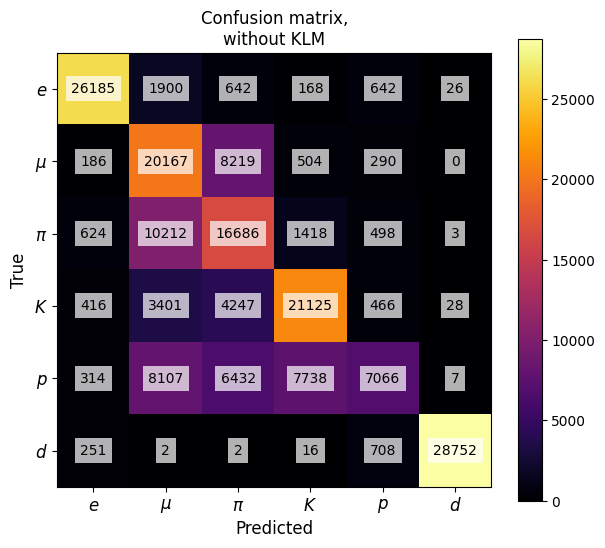 Confusion matrix,
without KLM
e 26185 1900 642 168 642 26
μ 186 20167 8219 504 290 0
π 624 10212 16686 1418 498 3
K 416 3401 4247 21125 466 28
p 314 8107 6432 7738 7066 7
d 251 2 2 16 708 28752
e μ π K p d
True
Predicted
25000
20000
15000
10000
5000
0